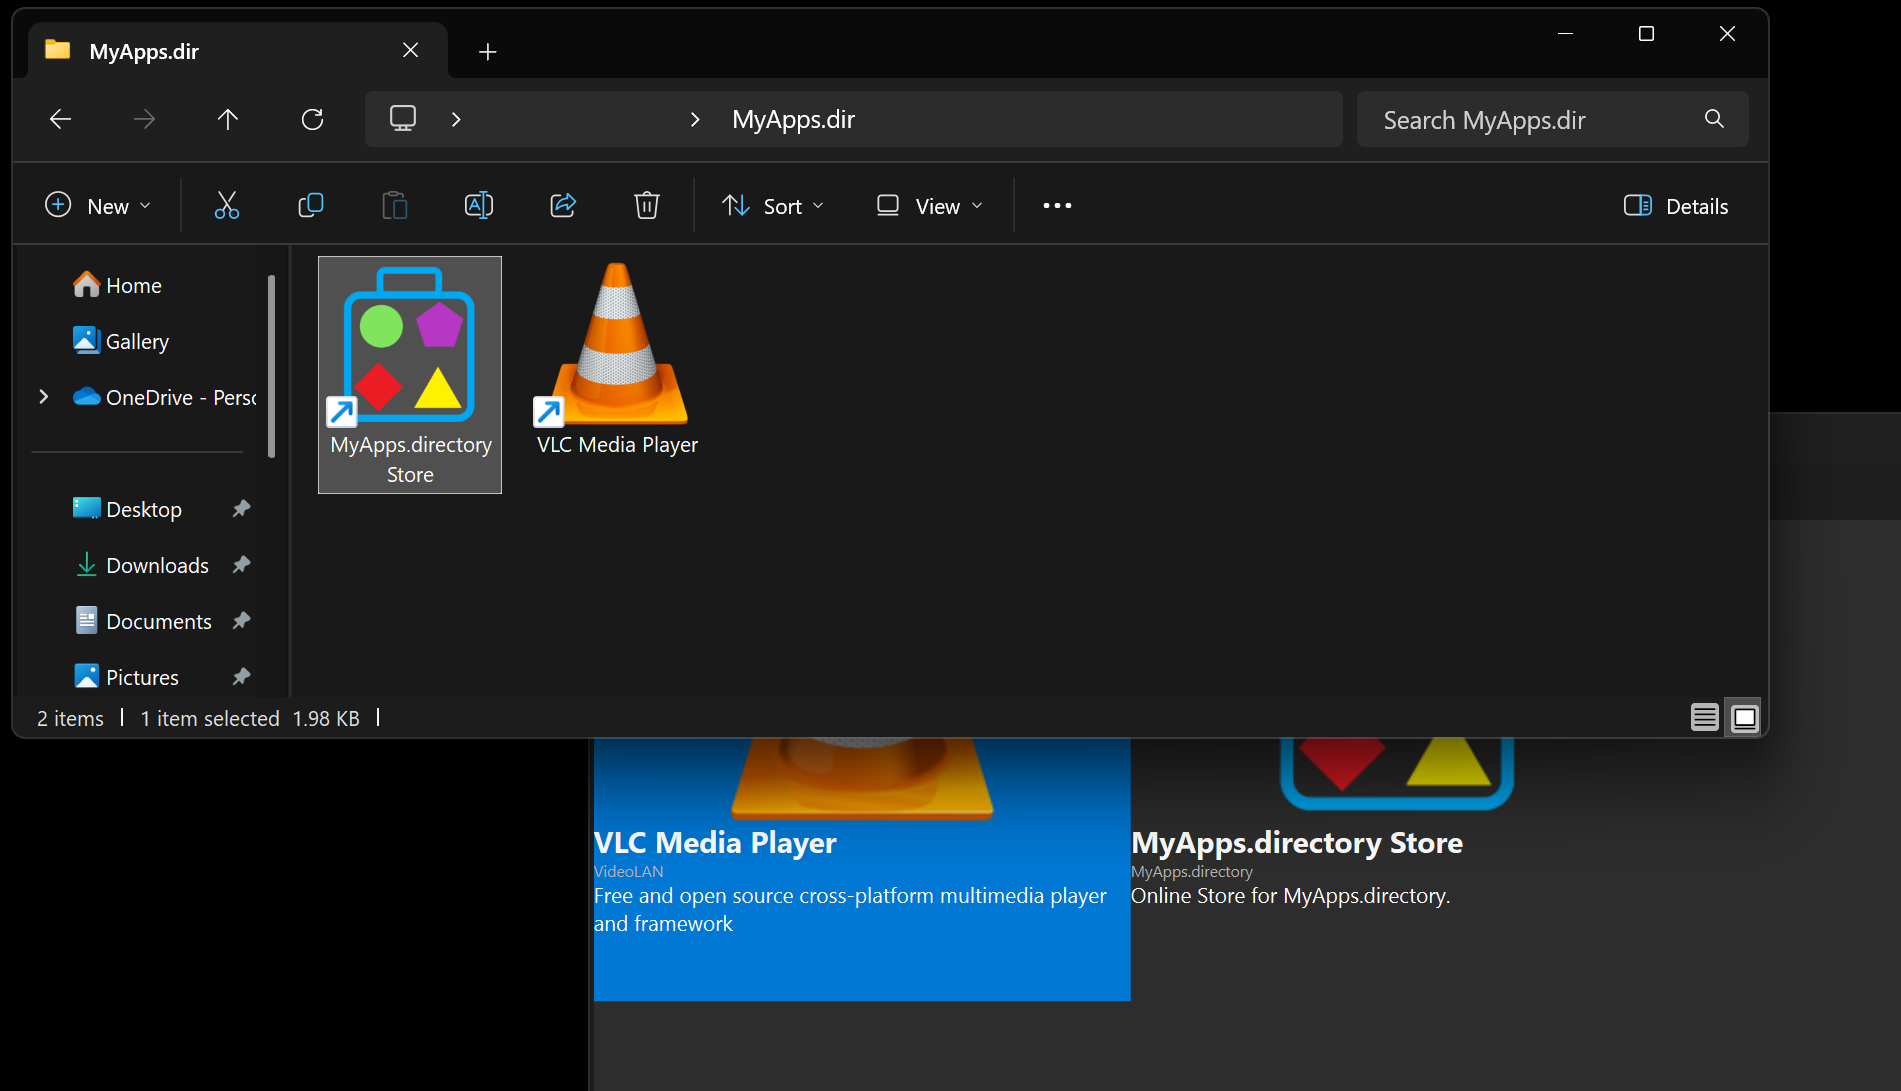 MyApps.dir
MyApps.dir
Search MyApps.dir
New
Sort
View
Details
Home
Gallery
OneDrive - Pers
Desktop
Downloads
Documents
Pictures
MyApps.directory
Store
VLC Media Player
2 items
1 item selected 1.98 KB
VLC Media Player
VideoLAN
Free and open source cross-platform multimedia player
and framework
MyApps.directory Store
MyApps.directory
Online Store for MyApps.directory.